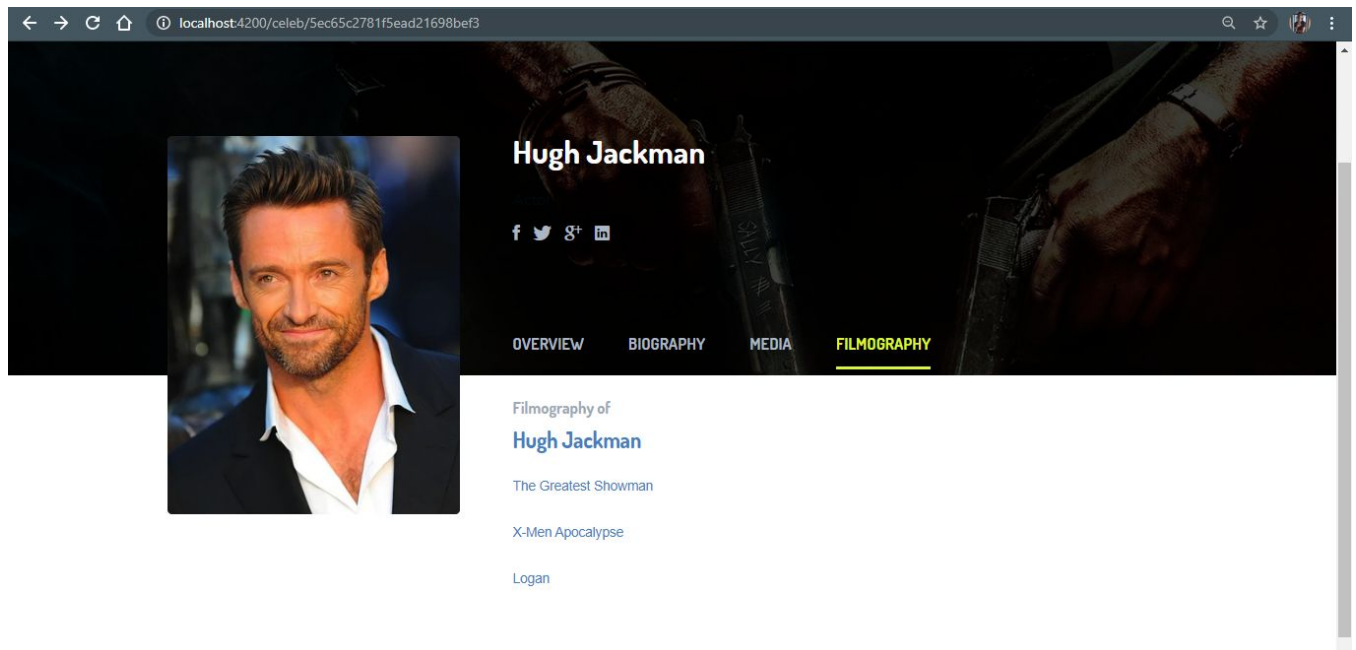 localhost:4200/celeb/5ec65c2781f5ead21698bef3
Hugh Jackman
OVERVIEW BIOGRAPHY MEDIA FILMOGRAPHY
Filmography of
Hugh Jackman
The Greatest Showman
X-Men Apocalypse
Logan